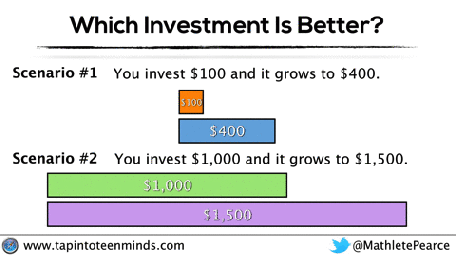 Which Investment Is Better?
Scenario #1 You invest $100 and it grows to $400.
$100
$400
Scenario #2 You invest $1,000 and it grows to $1,500.
$1,000
$1,500
www.tapintoteenminds.com @MathletePearce